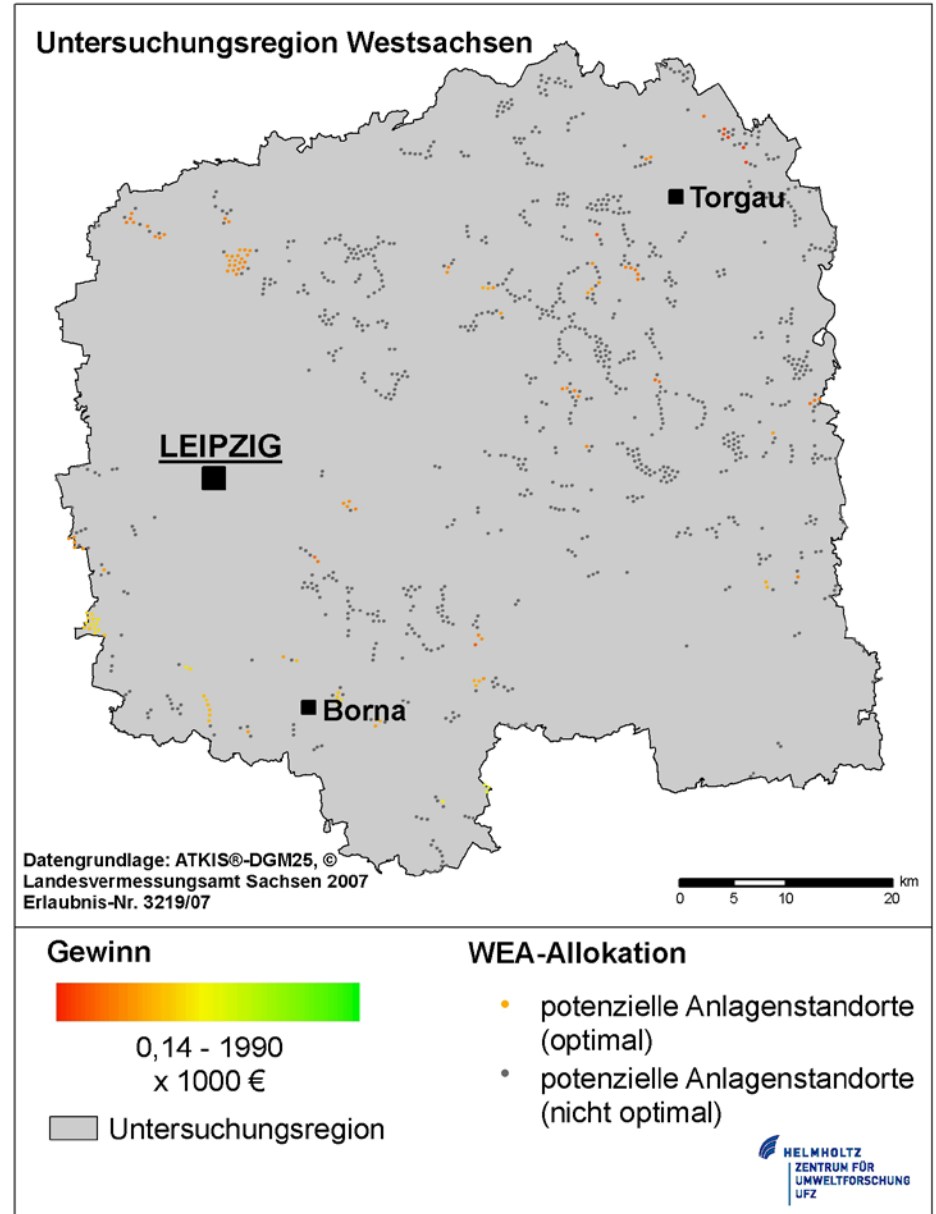 Untersuchungsregion Westsachsen
Torgau
LEIPZIG
Borna
Datengrundlage: ATKIS®-DGM25, ©
Landesvermessungsamt Sachsen 2007
Erlaubnis-Nr. 3219/07
km
0 5 10 20
Gewinn
0,14 - 1990
x 1000 €
Untersuchungsregion
WEA-Allokation
potenzielle Anlagenstandorte
(optimal)
potenzielle Anlagenstandorte
(nicht optimal)
HELMHOLTZ
ZENTRUM FÜR
UMWELTFORSCHUNG
UFZ